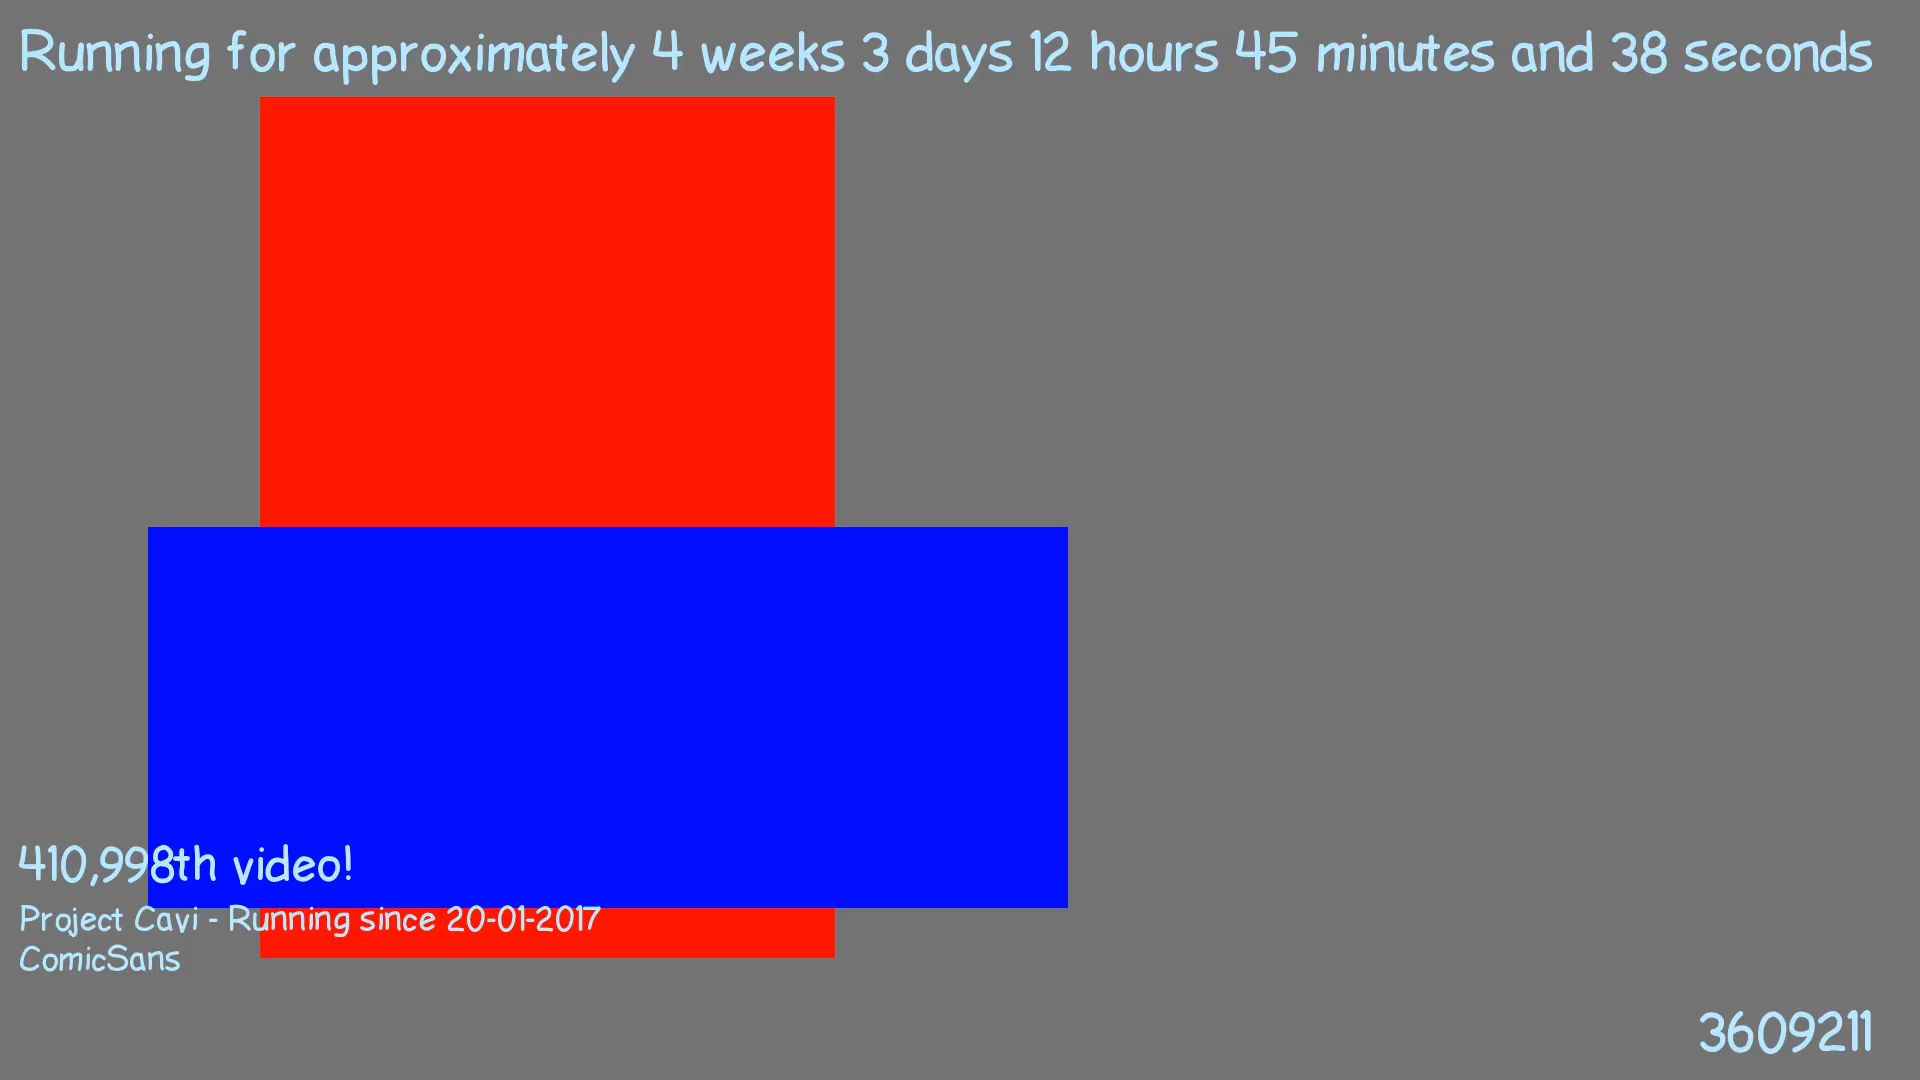 Running for approximately 4 weeks 3 days 12 hours 45 minutes and 38 seconds
410,998th video!
Project Cavi - Running since 20-01-2017
ComicSans
3609211